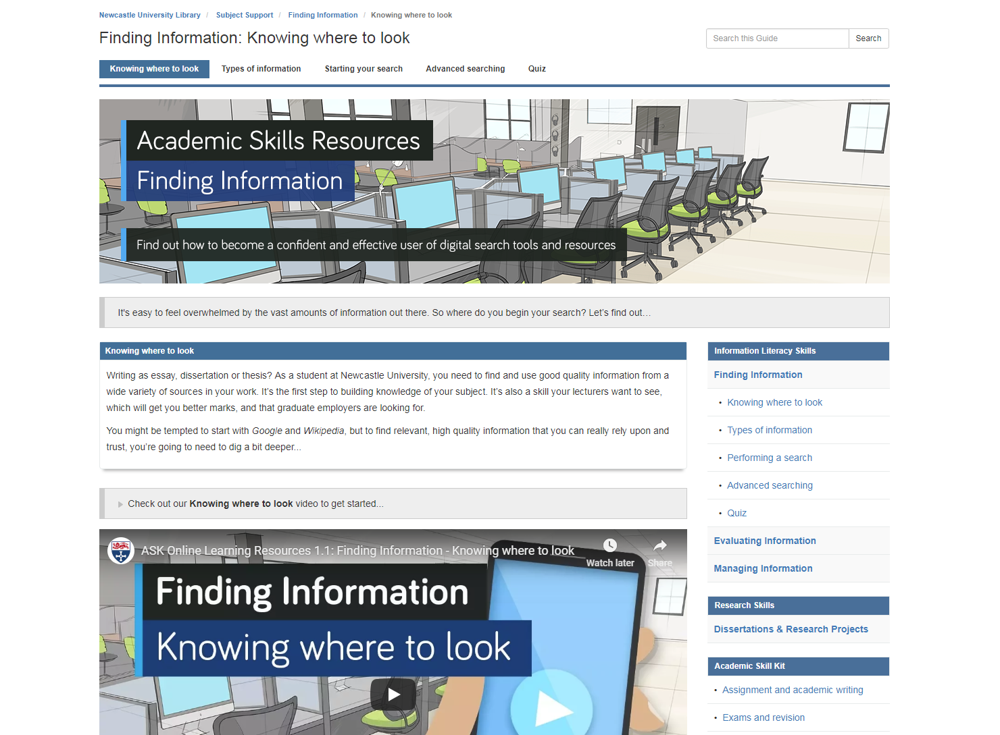 Newcastle University Library / Subject Support / Finding Information / Knowing where to look
Finding Information: Knowing where to look
Search this Guide
Search
Knowing where to look
Types of information
Starting your search
Advanced searching
Quiz
Academic Skills Resources
Finding Information
Find out how to become a confident and effective user of digital search tools and resources
It's easy to feel overwhelmed by the vast amounts of information out there. So where do you begin your search? Let's find out…
Knowing where to look
Writing as essay, dissertation or thesis? As a student at Newcastle University, you need to find and use good quality information from a
wide variety of sources in your work. It's the first step to building knowledge of your subject. It's also a skill your lecturers want to see,
which will get you better marks, and that graduate employers are looking for.
You might be tempted to start with Google and Wikipedia, but to find relevant, high quality information that you can really rely upon and
trust, you're going to need to dig a bit deeper...
Check out our Knowing where to look video to get started...
ASK Online Learning Resources 1.1: Finding Information - Knowing where to look
Watch later
Share
Finding Information
Knowing where to look
Information Literacy Skills
Finding Information
• Knowing where to look
• Types of information
• Performing a search
• Advanced searching
• Quiz
Evaluating Information
Managing Information
Research Skills
Dissertations & Research Projects
Academic Skill Kit
• Assignment and academic writing
• Exams and revision